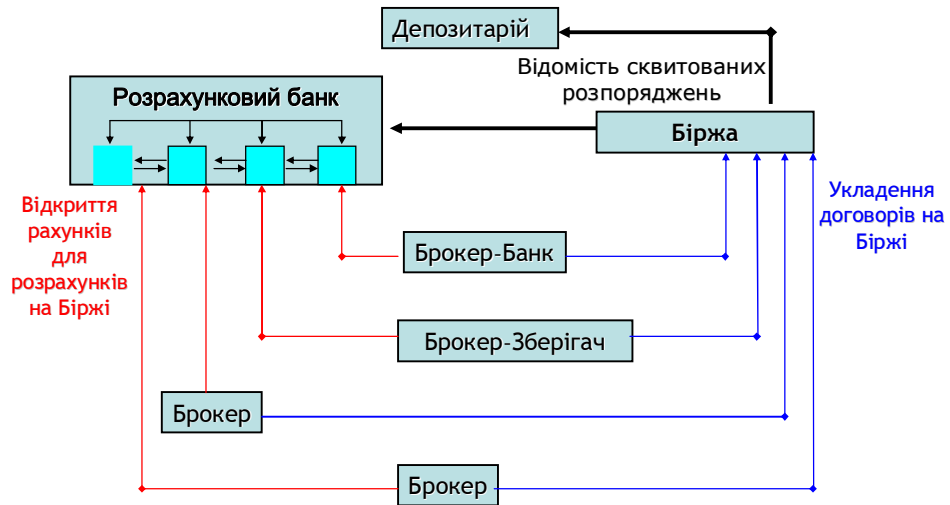 Депозитарій
Відомість сквитованих
розпоряджень
Розрахунковий банк
Біржа
Відкриття
рахунків
для
розрахунків
на Біржі
Укладення
договорів на
Біржі
Брокер-Банк
Брокер-Зберігач
Брокер
Брокер